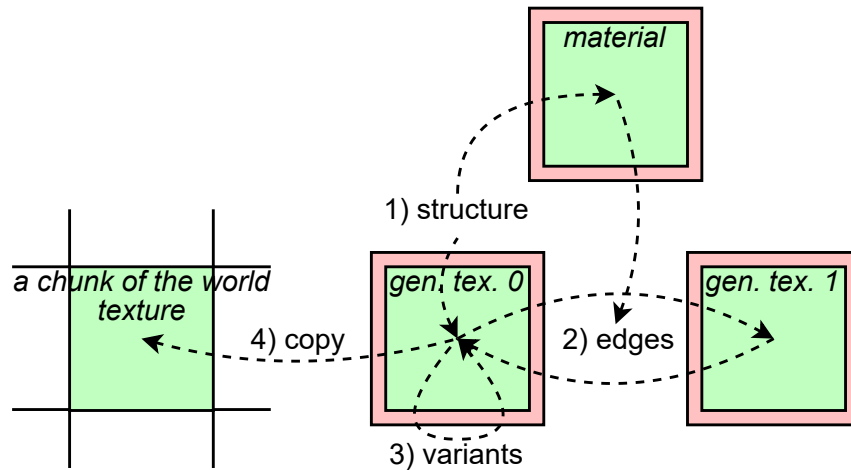 material
1) structure
a chunk of the world
texture
gen. tex. 0
gen. tex. 1
4) copy
2) edges
3) variants